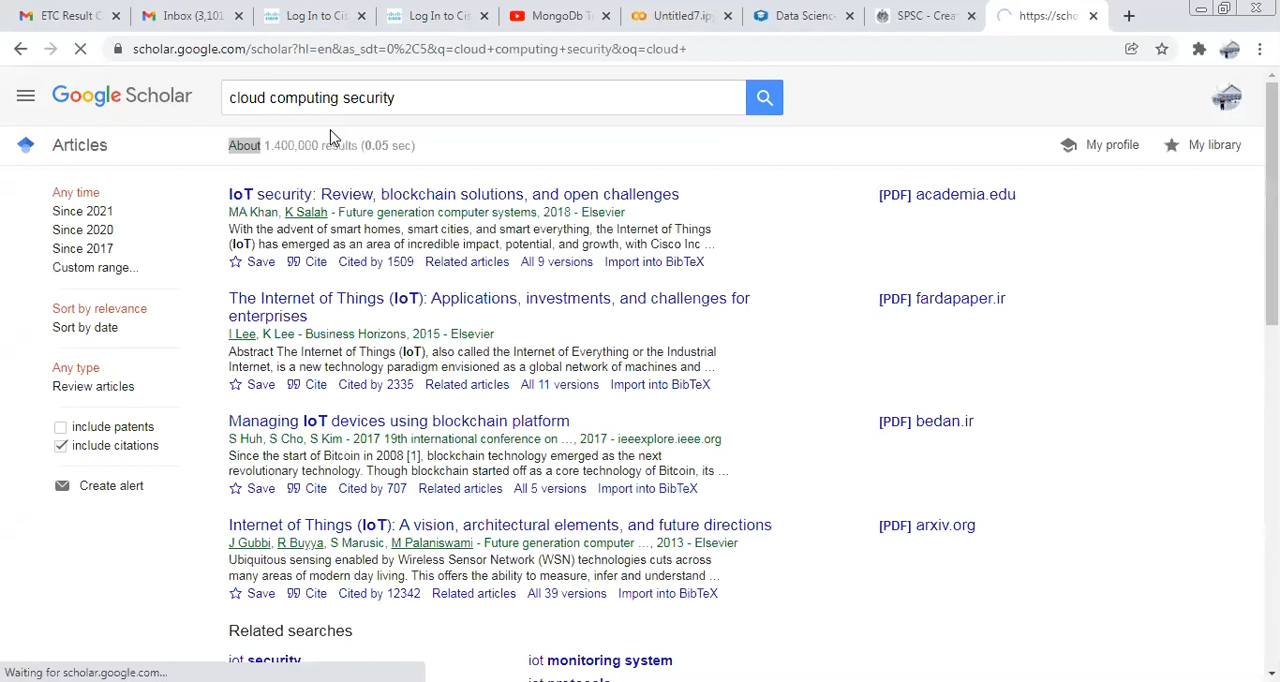 ETC Result C
Inbox (3,101
Log In to Cis
Log In to Cis
MongoDb T
Untitled7.ip
Data Scienc
SPSC - Crea
https://scho
scholar.google.com/scholar?hl=en&as_sdt=0%2C5&q=cloud+computing+security&oq=cloud+
Google Scholar
cloud computing security
Articles
About 1,400,000 results (0.05 sec)
My profile
My library
Any time
Since 2021
Since 2020
Since 2017
Custom range...
Sort by relevance
Sort by date
Any type
Review articles
include patents
include citations
Create alert
IoT security: Review, blockchain solutions, and open challenges
MA Khan, K Salah - Future generation computer systems, 2018 - Elsevier
With the advent of smart homes, smart cities, and smart everything, the Internet of Things
(IoT) has emerged as an area of incredible impact, potential, and growth, with Cisco Inc ...
Save Cite Cited by 1509 Related articles All 9 versions Import into BibTeX
[PDF] academia.edu
The Internet of Things (IoT): Applications, investments, and challenges for
enterprises
I Lee, K Lee - Business Horizons, 2015 - Elsevier
Abstract The Internet of Things (IoT), also called the Internet of Everything or the Industrial
Internet, is a new technology paradigm envisioned as a global network of machines and ...
Save Cite Cited by 2335 Related articles All 11 versions Import into BibTeX
[PDF] fardapaper.ir
Managing IoT devices using blockchain platform
S Huh, S Cho, S Kim - 2017 19th international conference on ..., 2017 - ieeexplore.ieee.org
Since the start of Bitcoin in 2008 [1], blockchain technology emerged as the next
revolutionary technology. Though blockchain started off as a core technology of Bitcoin, its ...
Save Cite Cited by 707 Related articles All 5 versions Import into BibTeX
[PDF] bedan.ir
Internet of Things (IoT): A vision, architectural elements, and future directions
J Gubbi, R Buyya, S Marusic, M Palaniswami - Future generation computer ..., 2013 - Elsevier
Ubiquitous sensing enabled by Wireless Sensor Network (WSN) technologies cuts across
many areas of modern day living. This offers the ability to measure, infer and understand ...
Save Cite Cited by 12342 Related articles All 39 versions Import into BibTeX
[PDF] arxiv.org
Related searches
iot security
iot monitoring system
Waiting for scholar.google.com...